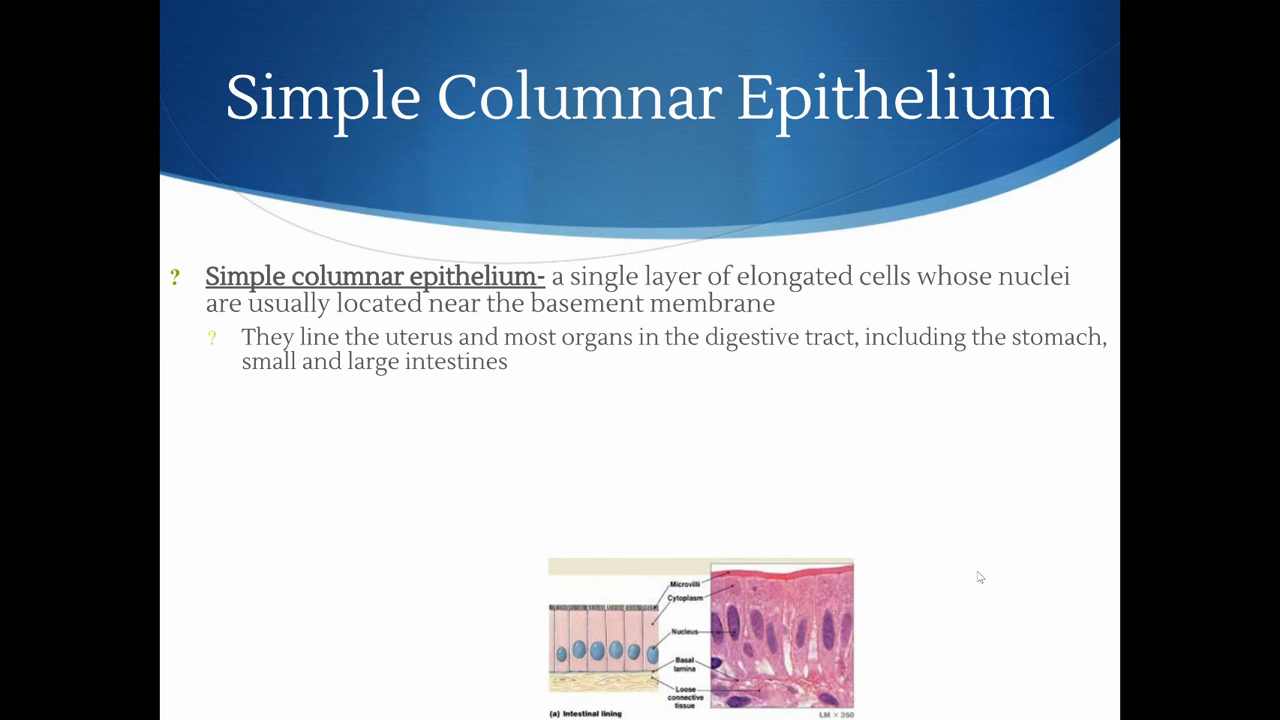 Simple Columnar Epithelium
? Simple columnar epithelium- a single layer of elongated cells whose nuclei
are usually located near the basement membrane
? They line the uterus and most organs in the digestive tract, including the stomach,
small and large intestines
Microvilli
Cytoplasm
Nucleus
Basal
lamina
Loose
connective
tissue
(a) Intestinal lining
LM × 350